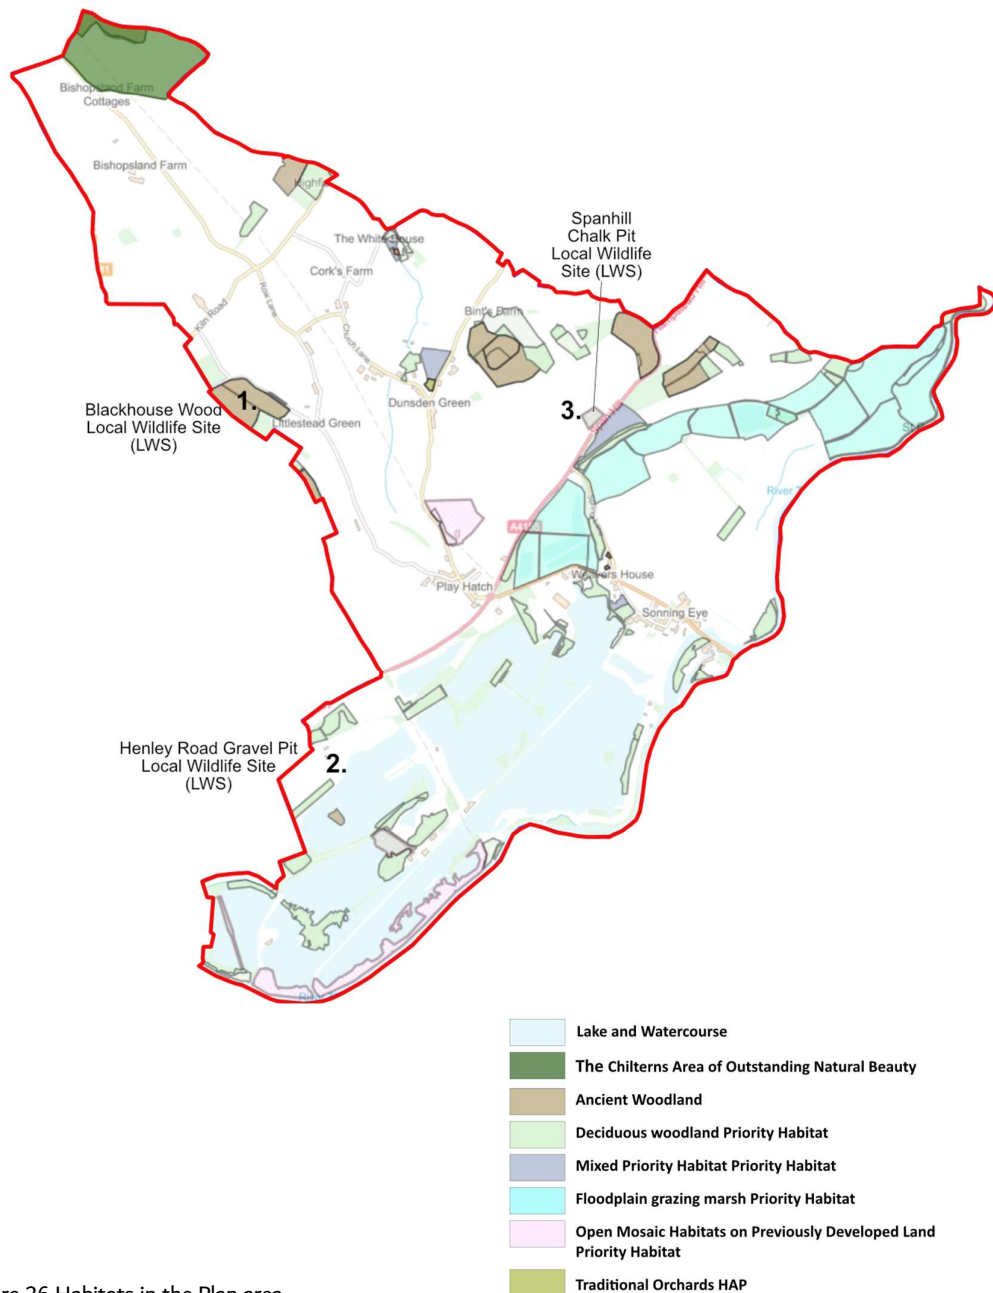 Bishopsland Farm
Cottages
Bishopsland Farm
The White House
Cork's Farm
Spanhill
Chalk Pit
Local Wildlife
Site (LWS)
Bint's Farm
Kiln Road
Row Lane
Church Lane
Dunsden Green
1.
Blackhouse Wood
Local Wildlife Site
(LWS)
Littlestead Green
3.
River
Play Hatch
Weavers House
Sonning Eye
Henley Road Gravel Pit
Local Wildlife Site
(LWS)
2.
Lake and Watercourse
The Chilterns Area of Outstanding Natural Beauty
Ancient Woodland
Deciduous woodland Priority Habitat
Mixed Priority Habitat Priority Habitat
Floodplain grazing marsh Priority Habitat
Open Mosaic Habitats on Previously Developed Land
Priority Habitat
Traditional Orchards HAP
36 Habitats in the Plan area